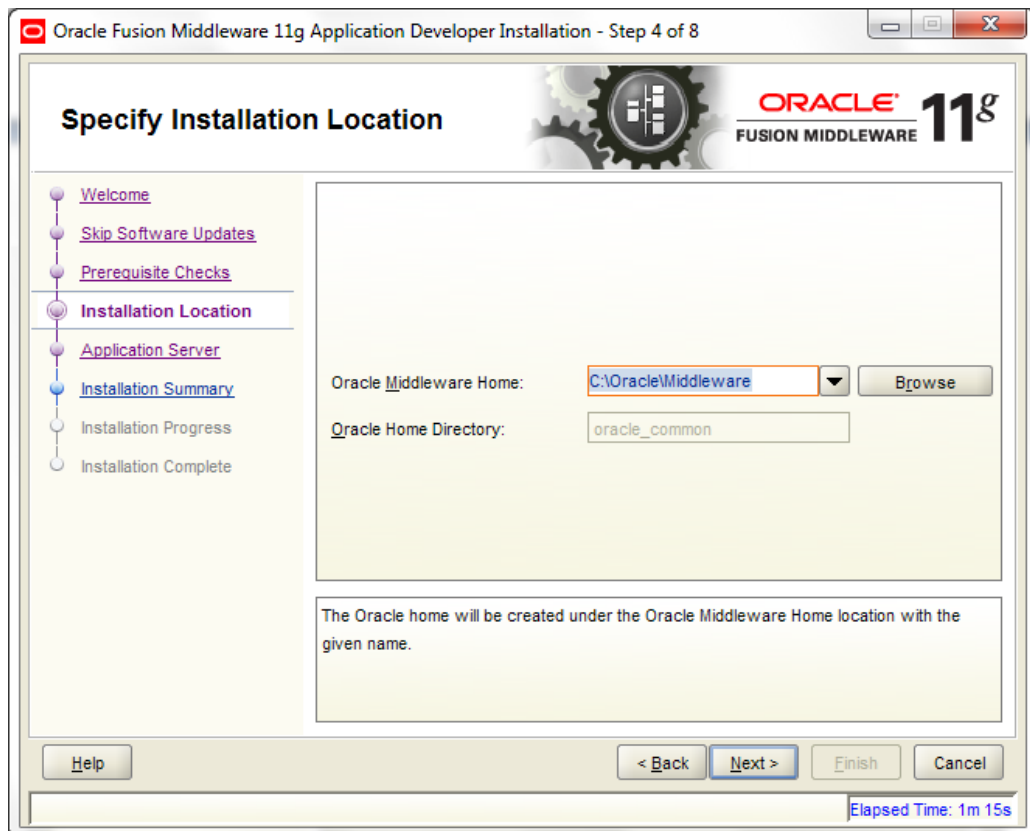 Oracle Fusion Middleware 11g Application Developer Installation - Step 4 of 8
Specify Installation Location
ORACLE®
FUSION MIDDLEWARE
11g
Welcome
Skip Software Updates
Prerequisite Checks
Installation Location
Application Server
Installation Summary
Installation Progress
Installation Complete
Oracle Middleware Home:
C:\Oracle\Middleware
Browse
Oracle Home Directory:
oracle_common
The Oracle home will be created under the Oracle Middleware Home location with the
given name.
Help
< Back
Next >
Finish
Cancel
Elapsed Time: 1m 15s